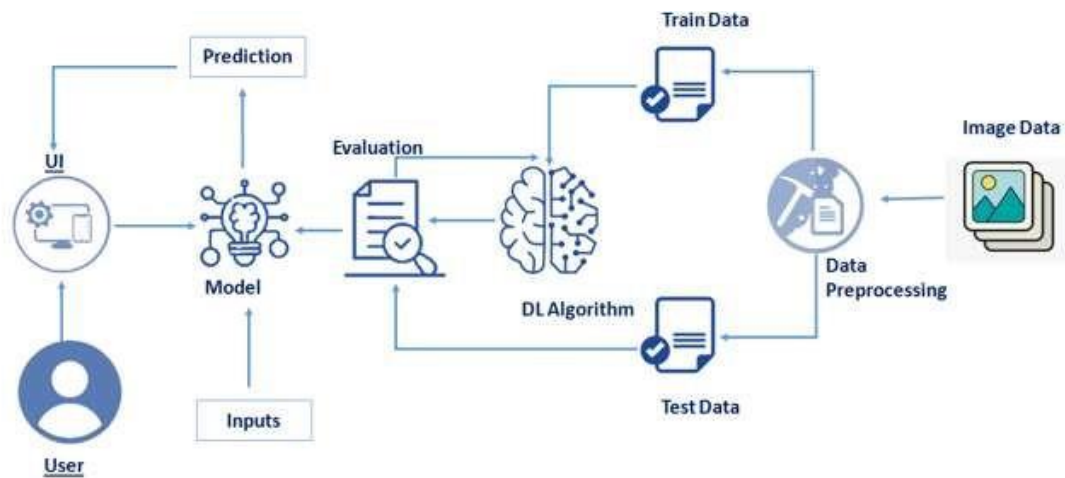 Train Data
Prediction
Image Data
Evaluation
UI
Model
Data
Preprocessing
DL Algorithm
Test Data
Inputs
User